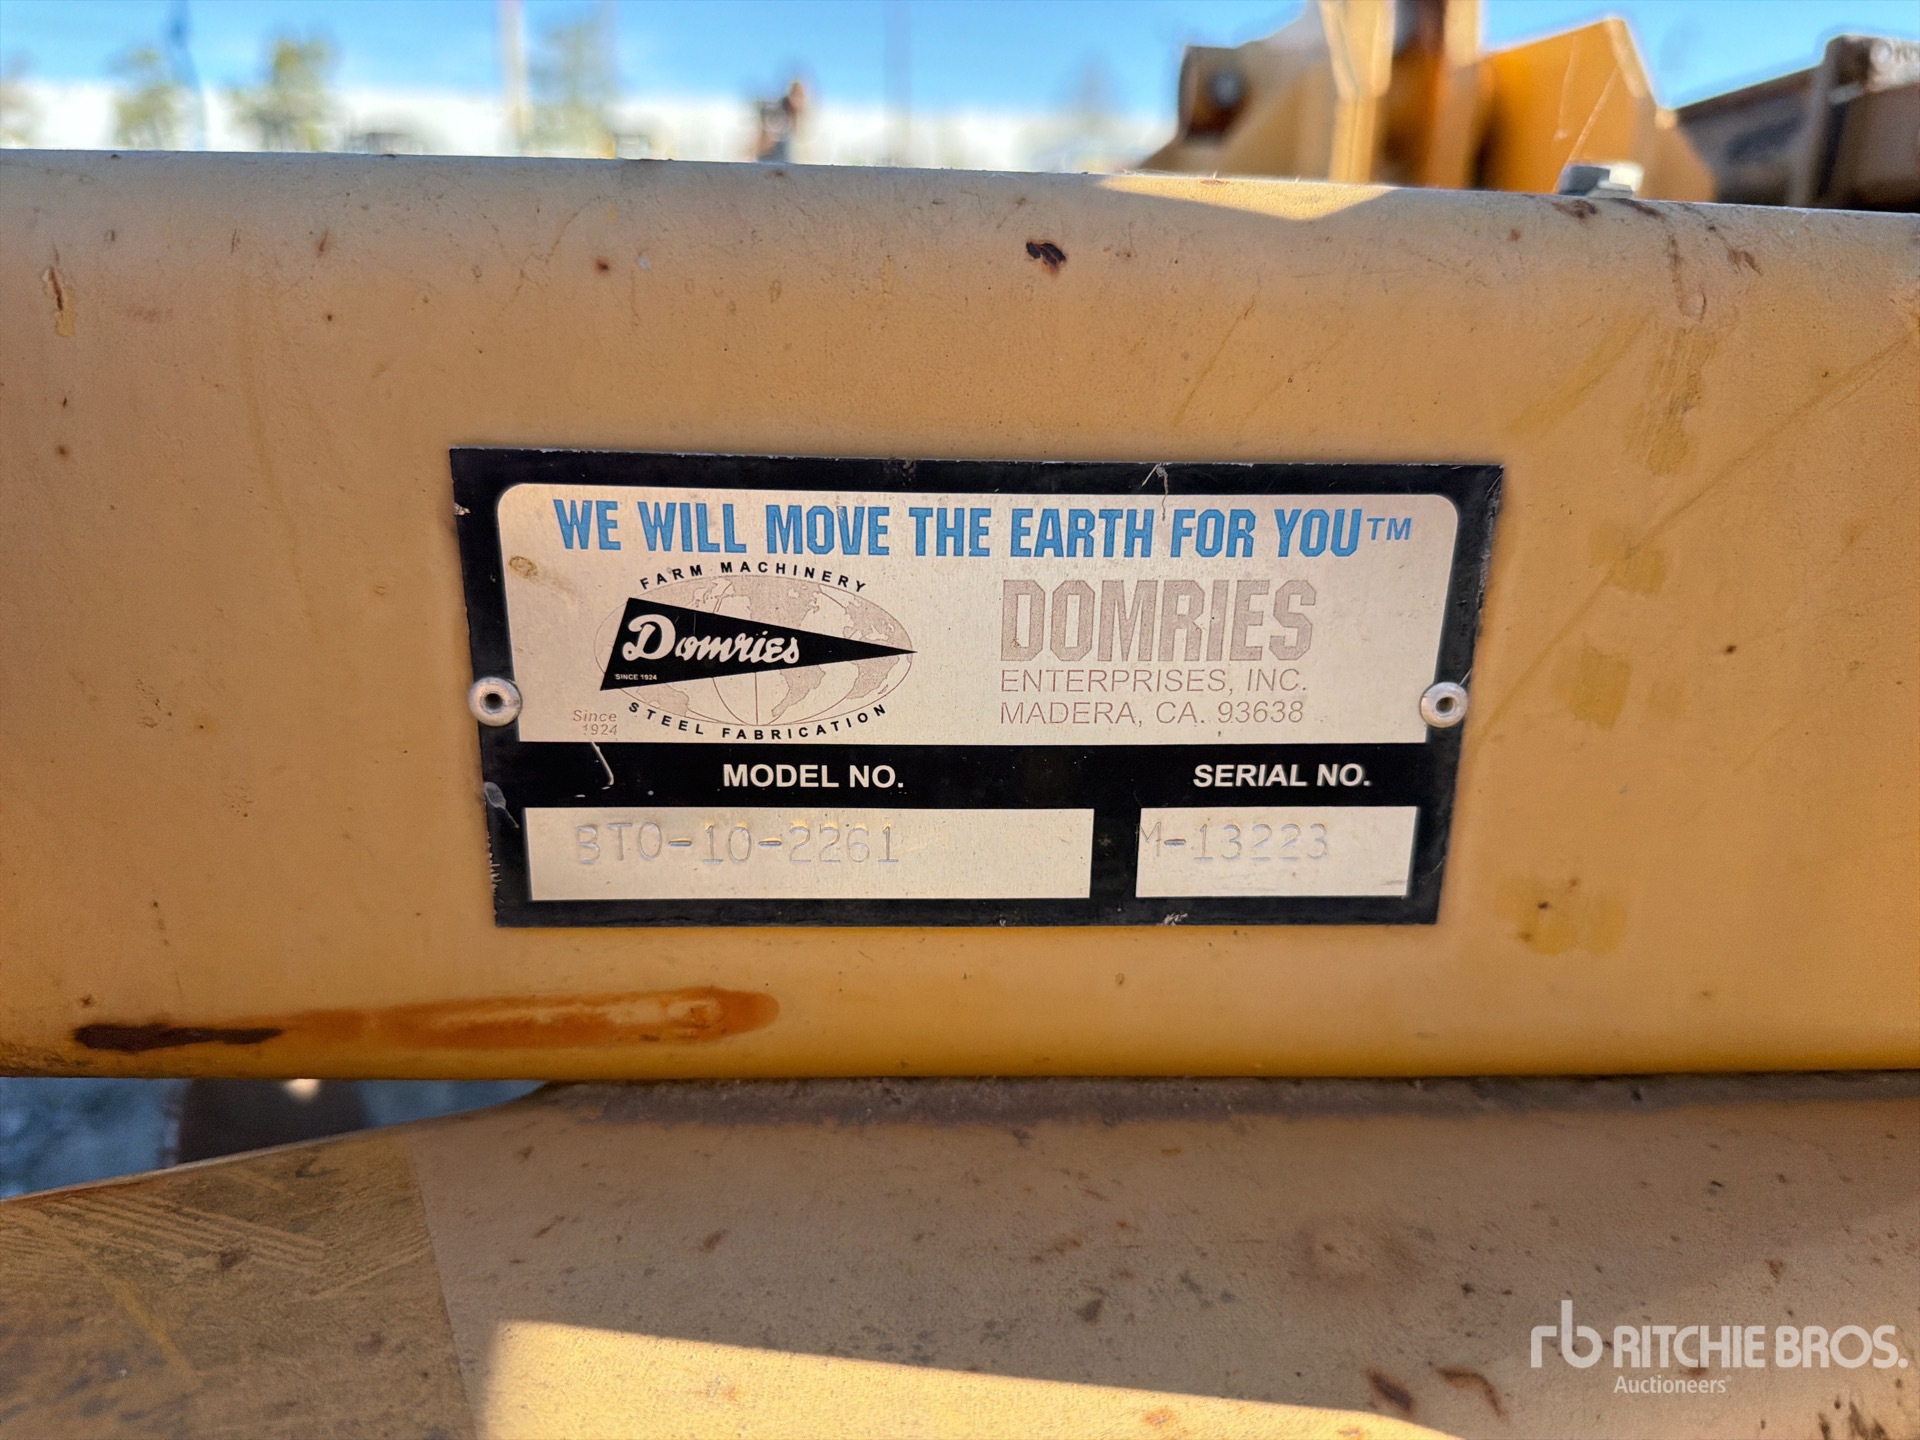 WE WILL MOVE THE EARTH FOR YOU™
FARM MACHINERY
Domries
SINCE 1924
Since
1924
STEEL FABRICATION
DOMRIES
ENTERPRISES, INC.
MADERA, CA. 93638
MODEL NO.
SERIAL NO.
BTO-10-2261
M-13223
rb RITCHIE BROS.
Auctioneers